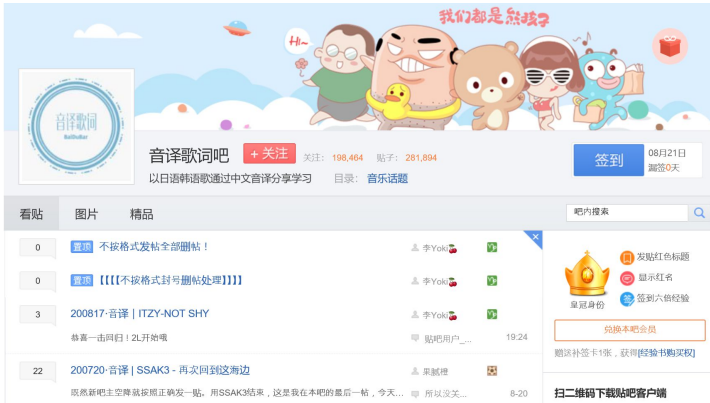 我们都是熊孩子
Hi~
音译歌词
BaiDuBar
音译歌词吧
+ 关注
关注: 198,464 贴子: 281,894
签到
08月21日
漏签0天
以日语韩语歌通过中文音译分享学习 目录: 音乐话题
看贴 图片 精品
吧内搜索
0 置顶 不按格式发帖全部删帖! 李Yoki
0 置顶 【【【【不按格式封号删帖处理】】】】 李Yoki
3 200817·音译 | ITZY-NOT SHY 李Yoki
恭喜一击回归!2L开始哦 贴吧用户_... 19:24
22 200720·音译 | SSAK3 - 再次回到这海边 果腻橙
既然新吧主空降就按照正确发一贴。用SSAK3结束,这是我在本吧的最后一帖,今天... 所以没关... 8-20
皇冠身份
发贴红色标题
显示红名
签到六倍经验
兑换本吧会员
赠送补签卡1张,获得[经验书购买权]
扫二维码下载贴吧客户端